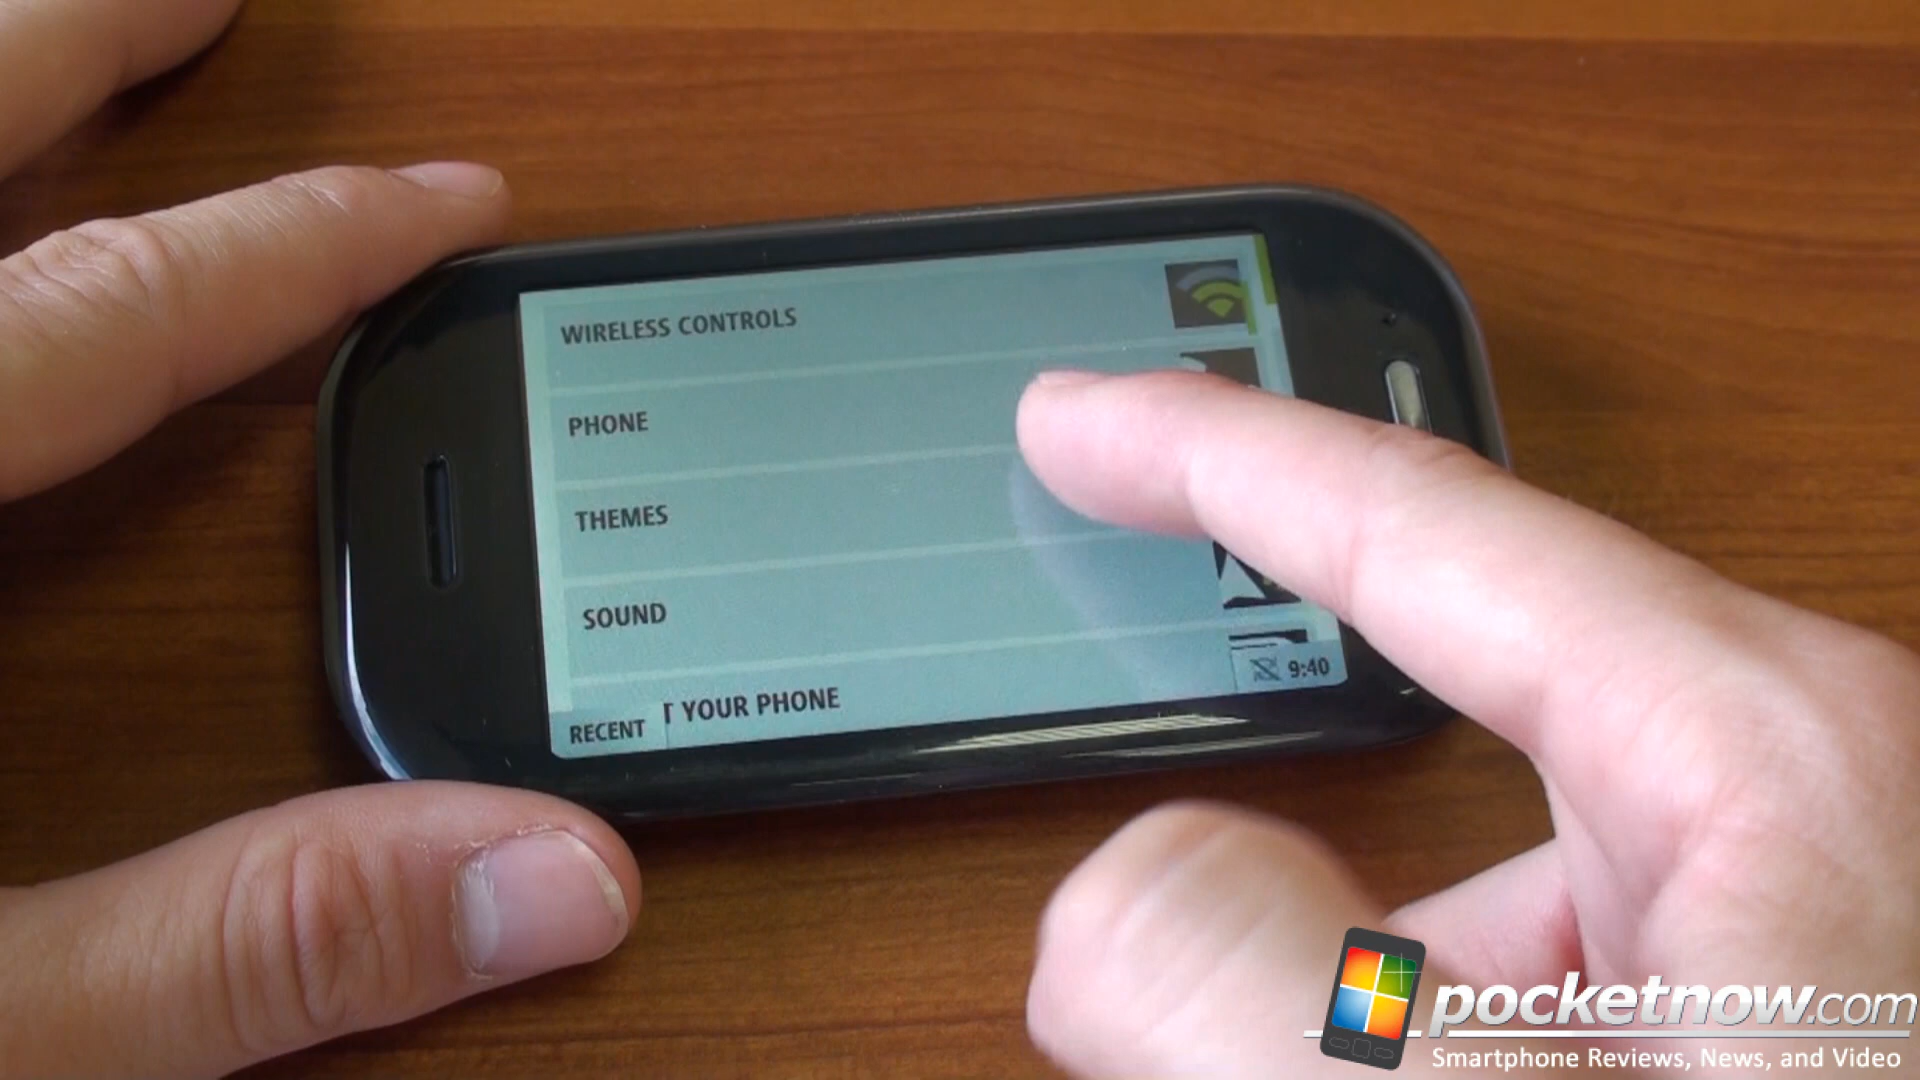 WIRELESS CONTROLS
PHONE
THEMES
SOUND
T YOUR PHONE
RECENT
9:40
pocketnow.com
Smartphone Reviews, News, and Video